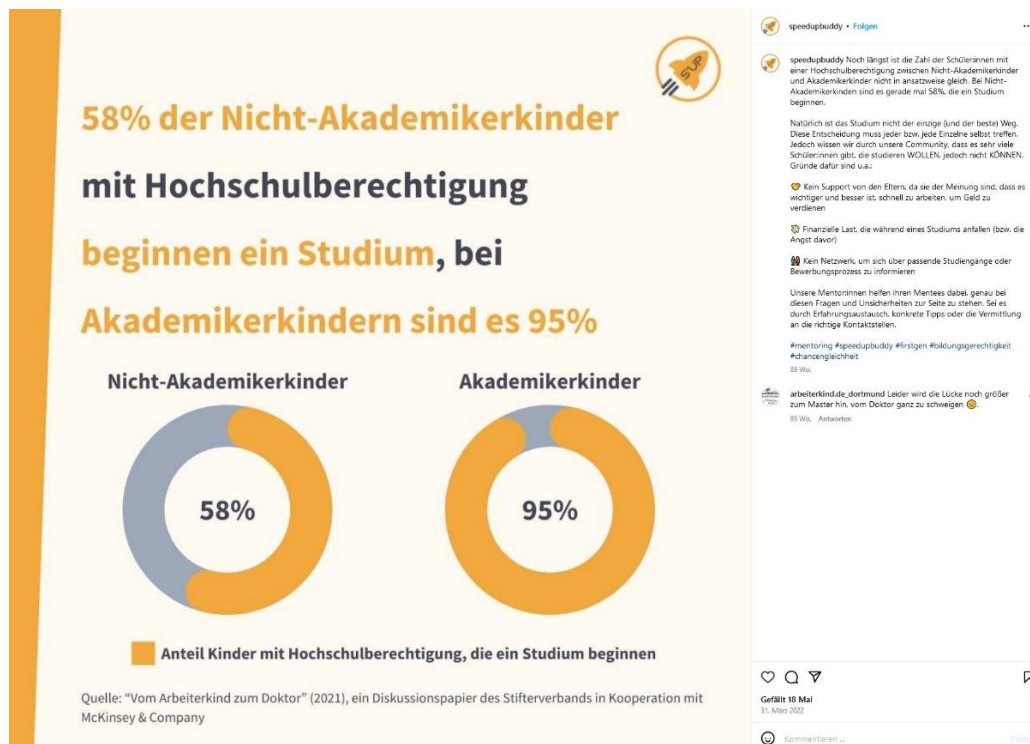 SUP
58% der Nicht-Akademikerkinder
mit Hochschulberechtigung
beginnen ein Studium, bei
Akademikerkindern sind es 95%
Nicht-Akademikerkinder
Akademikerkinder
58%
95%
Anteil Kinder mit Hochschulberechtigung, die ein Studium beginnen
Quelle: "Vom Arbeiterkind zum Doktor" (2021), ein Diskussionspapier des Stifterverbands in Kooperation mit
McKinsey & Company
speedupbuddy • Folgen
speedupbuddy Noch längst ist die Zahl der Schüler:innen mit
einer Hochschulberechtigung zwischen Nicht-Akademikerkinder
und Akademikerkinder nicht in ansatzweise gleich. Bei Nicht-
Akademikerkinden sind es gerade mal 58%, die ein Studium
beginnen.
Natürlich ist das Studium nicht der einzige (und der beste) Weg.
Diese Entscheidung muss jeder bzw. jede Einzelne selbst treffen.
Jedoch wissen wir durch unsere Community, dass es sehr viele
Schüler:innen gibt, die studieren WOLLEN, jedoch nicht KÖNNEN.
Gründe dafür sind u.a.:
Kein Support von den Eltern, da sie der Meinung sind, dass es
wichtiger und besser ist, schnell zu arbeiten, um Geld zu
verdienen
Finanzielle Last, die während eines Studiums anfallen (bzw. die
Angst davor)
Kein Netzwerk, um sich über passende Studiengänge oder
Bewerbungsprozess zu informieren
Unsere Mentor:innen helfen ihren Mentees dabei, genau bei
diesen Fragen und Unsicherheiten zur Seite zu stehen. Sei es
durch Erfahrungsaustausch, konkrete Tipps oder die Vermittlung
an die richtige Kontaktstellen.
#mentoring #speedupbuddy #firstgen #bildungsgerechtigkeit
#chancengleichheit
89 Wo.
arbeiterkind.de_dortmund Leider wird die Lücke noch größer
zum Master hin, vom Doktor ganz zu schweigen
89 Wo. Antworten
Gefällt 18 Mal
31. März 2022
Kommentieren ...